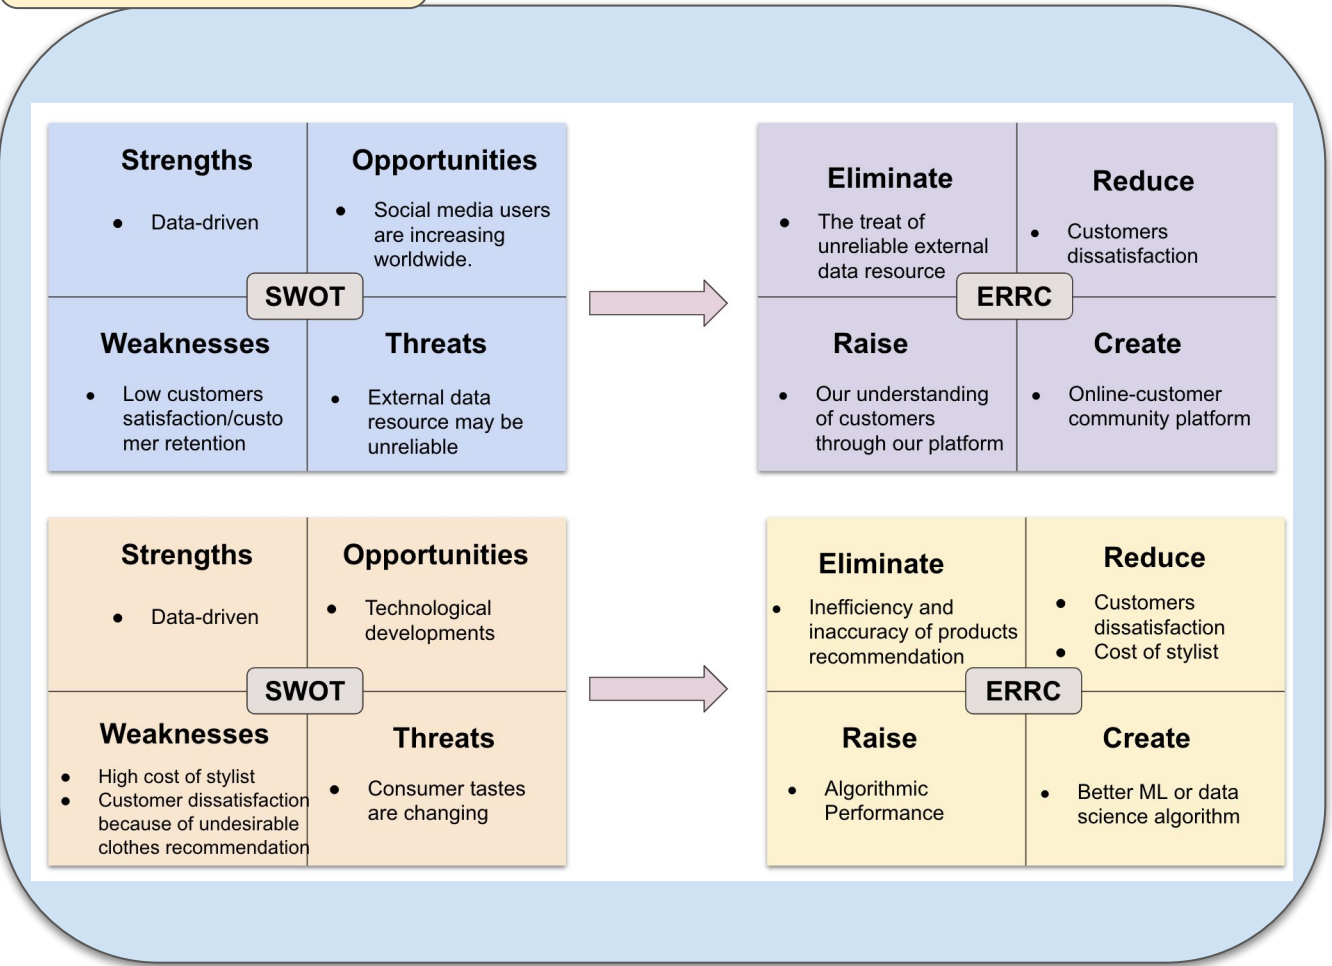 Strengths
● Data-driven
Opportunities
● Social media users
are increasing
worldwide.
SWOT
Weaknesses
● Low customers
satisfaction/custo
mer retention
Threats
● External data
resource may be
unreliable
Eliminate
● The treat of
unreliable external
data resource
Reduce
● Customers
dissatisfaction
ERRC
Raise
● Our understanding
of customers
through our platform
Create
● Online-customer
community platform
Strengths
● Data-driven
Opportunities
● Technological
developments
SWOT
Weaknesses
● High cost of stylist
● Customer dissatisfaction
because of undesirable
clothes recommendation
Threats
● Consumer tastes
are changing
Eliminate
● Inefficiency and
inaccuracy of products
recommendation
Reduce
● Customers
dissatisfaction
● Cost of stylist
ERRC
Raise
● Algorithmic
Performance
Create
● Better ML or data
science algorithm